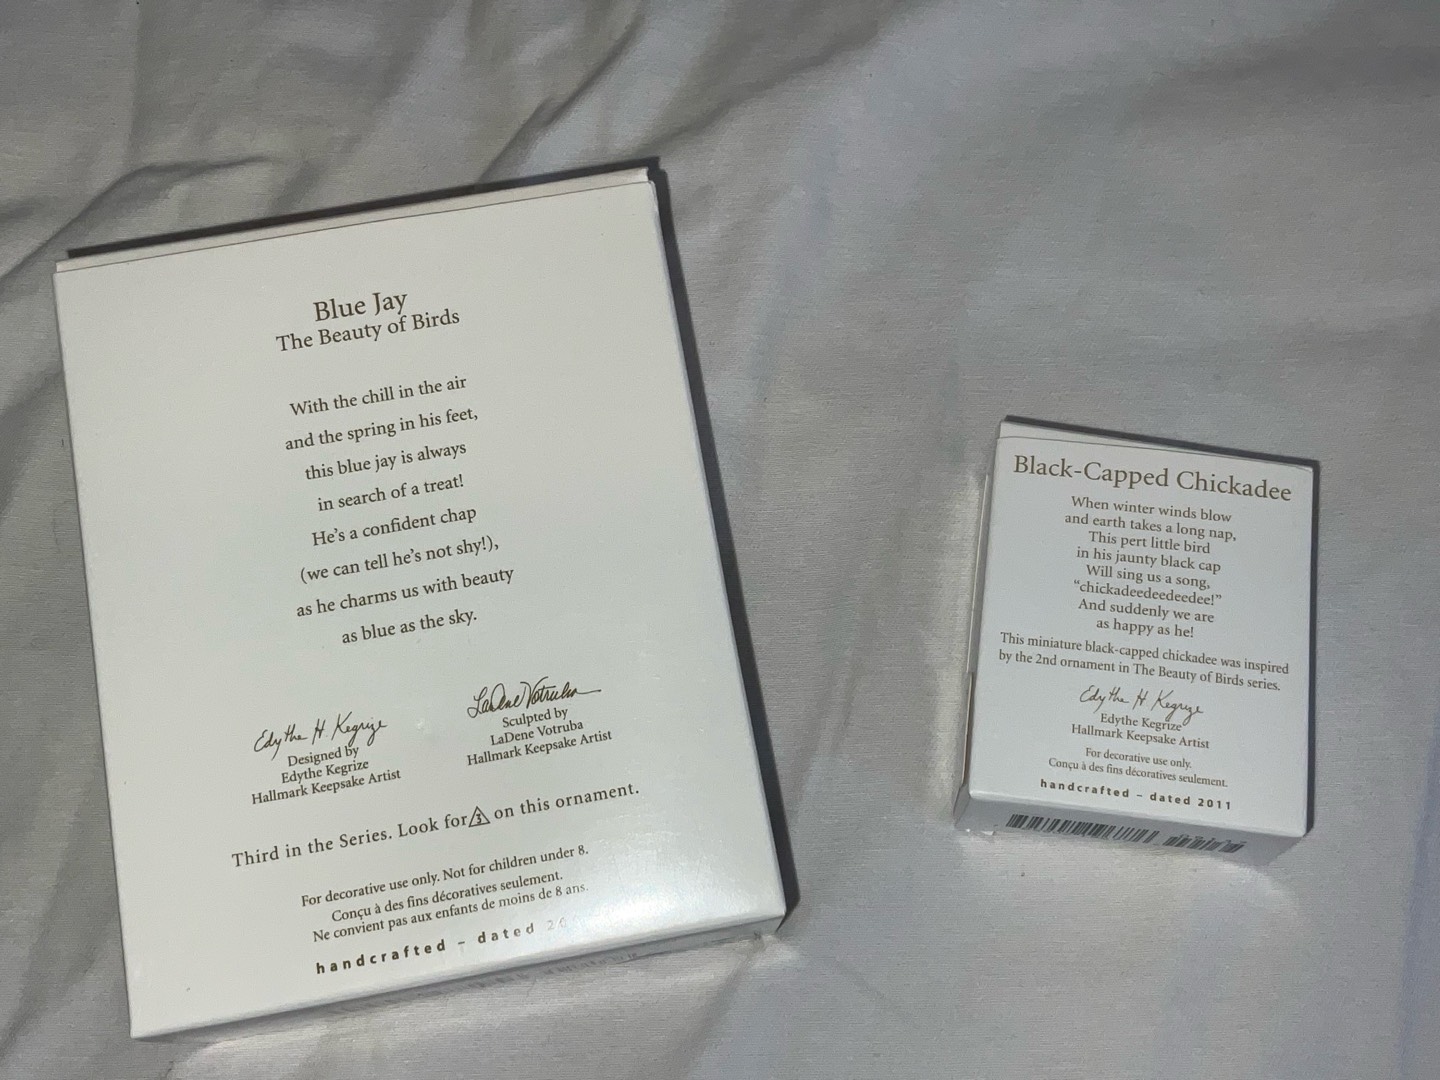 Blue Jay
The Beauty of Birds
With the chill in the air
and the spring in his feet,
this blue jay is always
in search of a treat!
He's a confident chap
(we can tell he's not shy!),
as he charms us with beauty
as blue as the sky.
Edythe H Kegrize
Designed by
Edythe Kegrize
Hallmark Keepsake Artist
LaDene Votruba
Sculpted by
LaDene Votruba
Hallmark Keepsake Artist
Third in the Series. Look for 3 on this ornament.
For decorative use only. Not for children under 8.
Conçu à des fins décoratives seulement.
Ne convient pas aux enfants de moins de 8 ans.
handcrafted – dated
Black-Capped Chickadee
When winter winds blow
and earth takes a long nap,
This pert little bird
in his jaunty black cap
Will sing us a song,
"chickadeedeedeedee!"
And suddenly we are
as happy as he!
This miniature black-capped chickadee was inspired
by the 2nd ornament in The Beauty of Birds series.
Edythe H Kegrize
Edythe Kegrize
Hallmark Keepsake Artist
For decorative use only.
Conçu à des fins décoratives seulement.
handcrafted – dated 2011